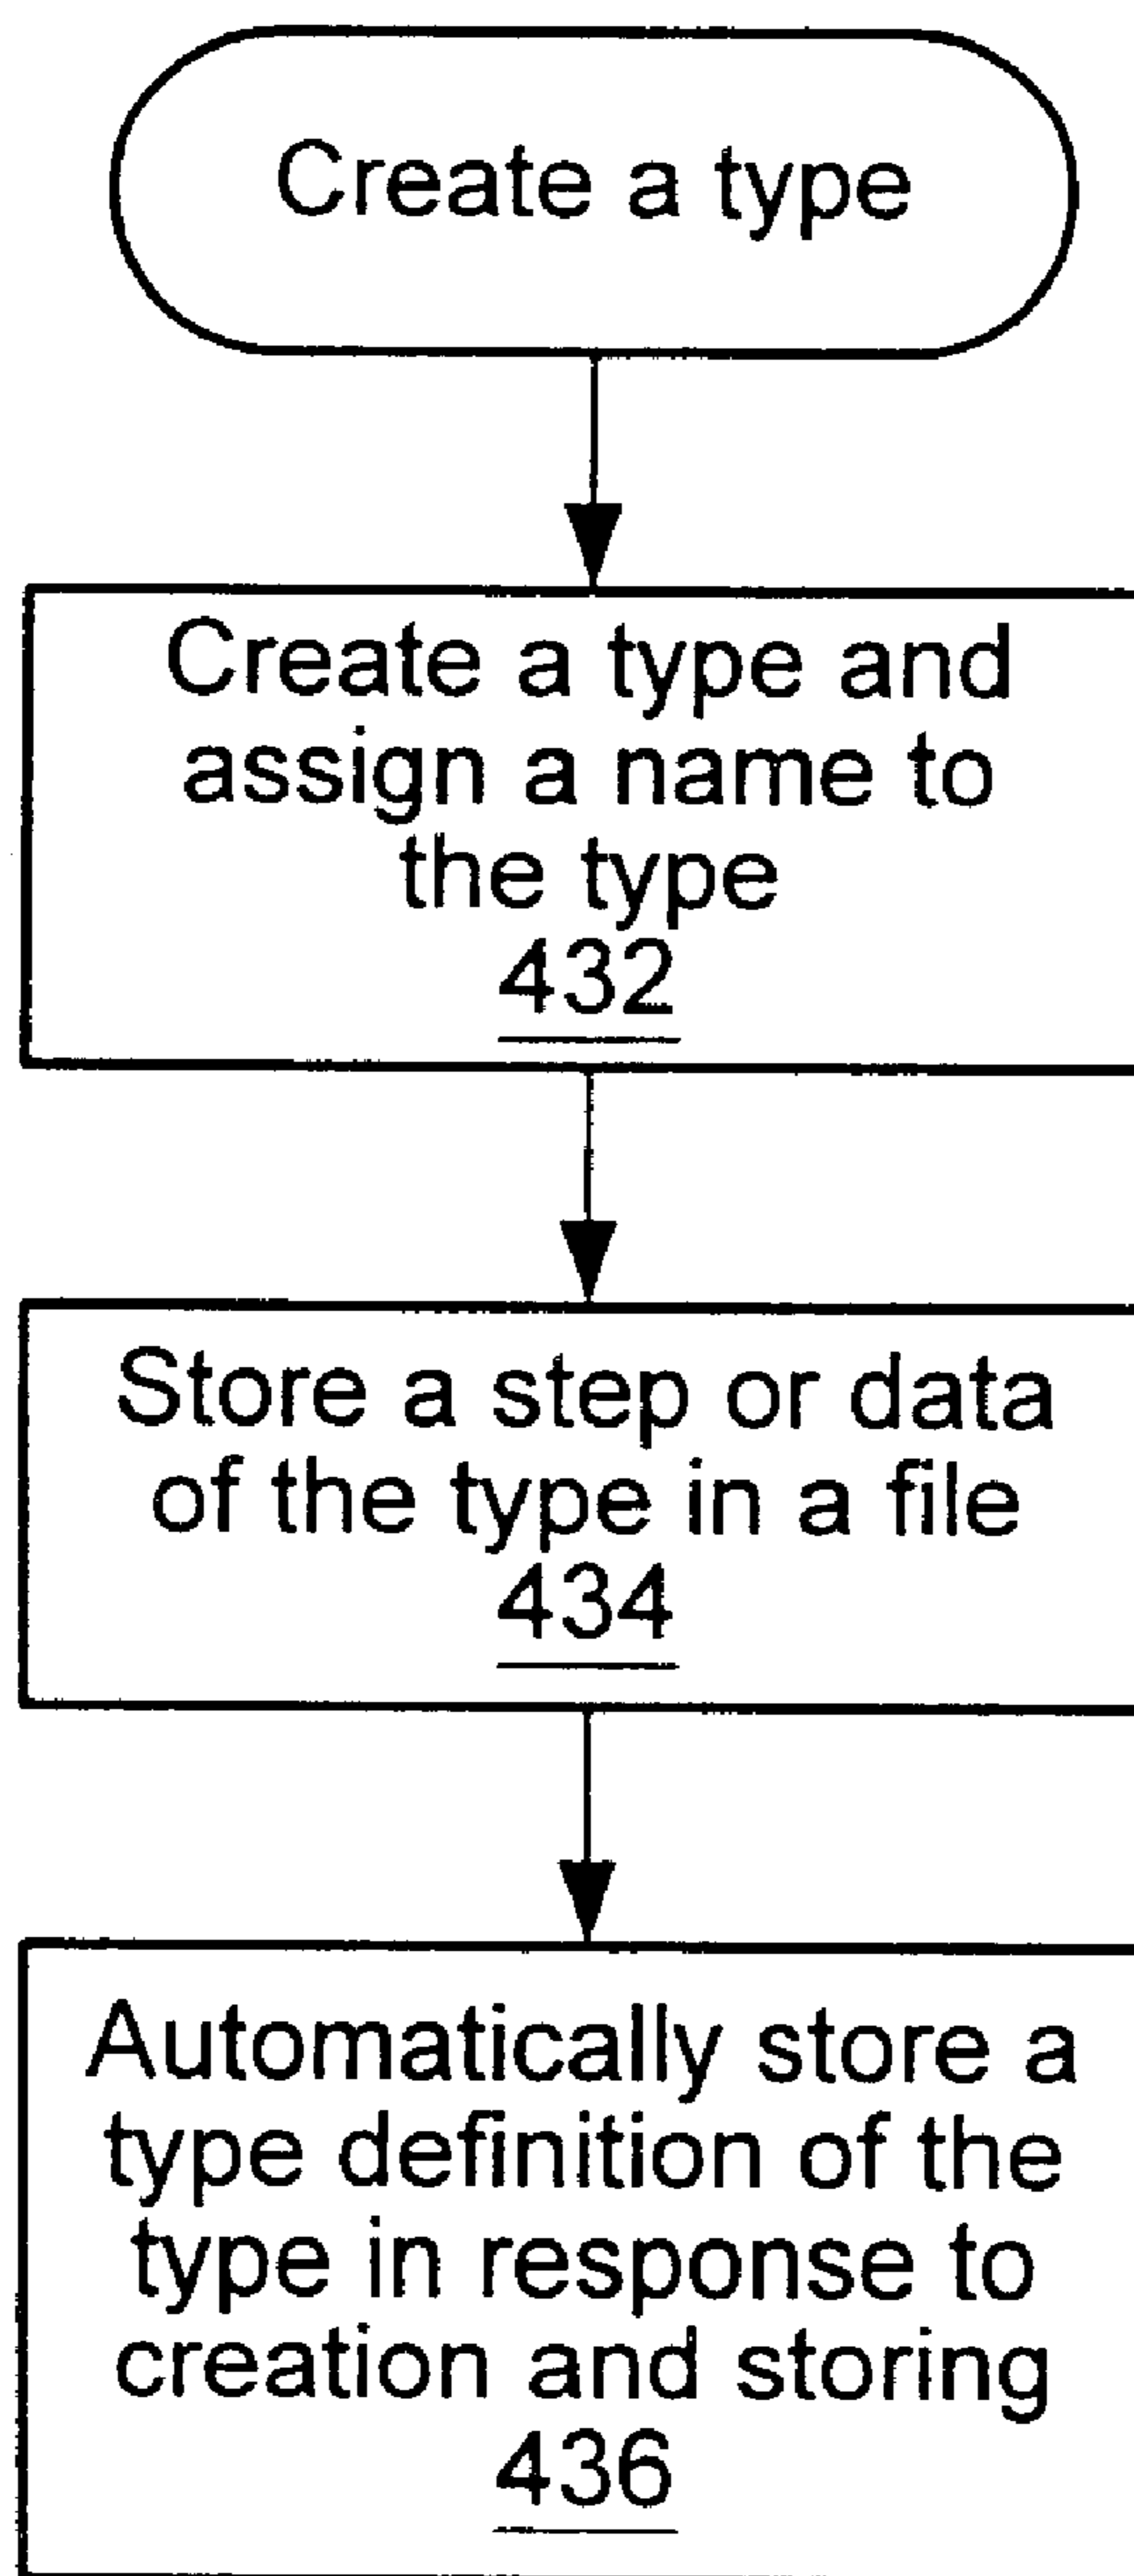 Create a type
Create a type and
assign a name to
the type
432
Store a step or data
of the type in a file
434
Automatically store a
type definition of the
type in response to
creation and storing
436